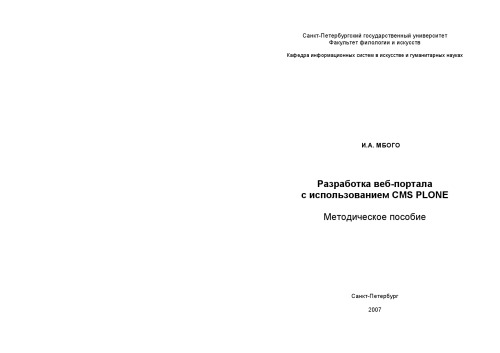 Санкт-Петербургский государственный университет
Факультет филологии и искусств
Кафедра информационных систем в искусстве и гуманитарных науках
И.А. МБОГО
Разработка веб-портала
с использованием CMS PLONE
Методическое пособие
Санкт-Петербург
2007